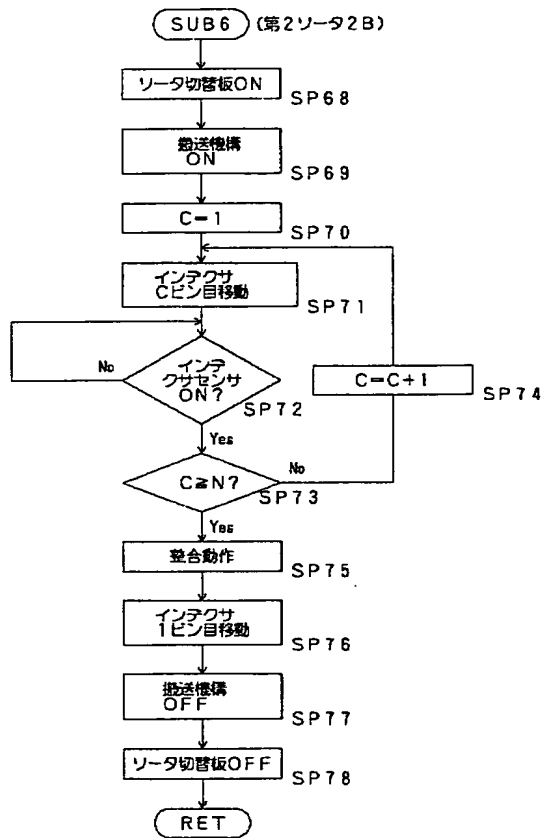 SUB6 (第2ソータ2B)
ソータ切替板ON
SP68
搬送機構
ON
SP69
C=1
SP70
インデクサ
Cビン目移動
SP71
No
インデ
クサセンサ
ON?
SP72
C=C+1
SP74
Yes
No
C≧N?
SP73
Yes
整合動作
SP75
インデクサ
1ビン目移動
SP76
搬送機構
OFF
SP77
ソータ切替板OFF
SP78
RET